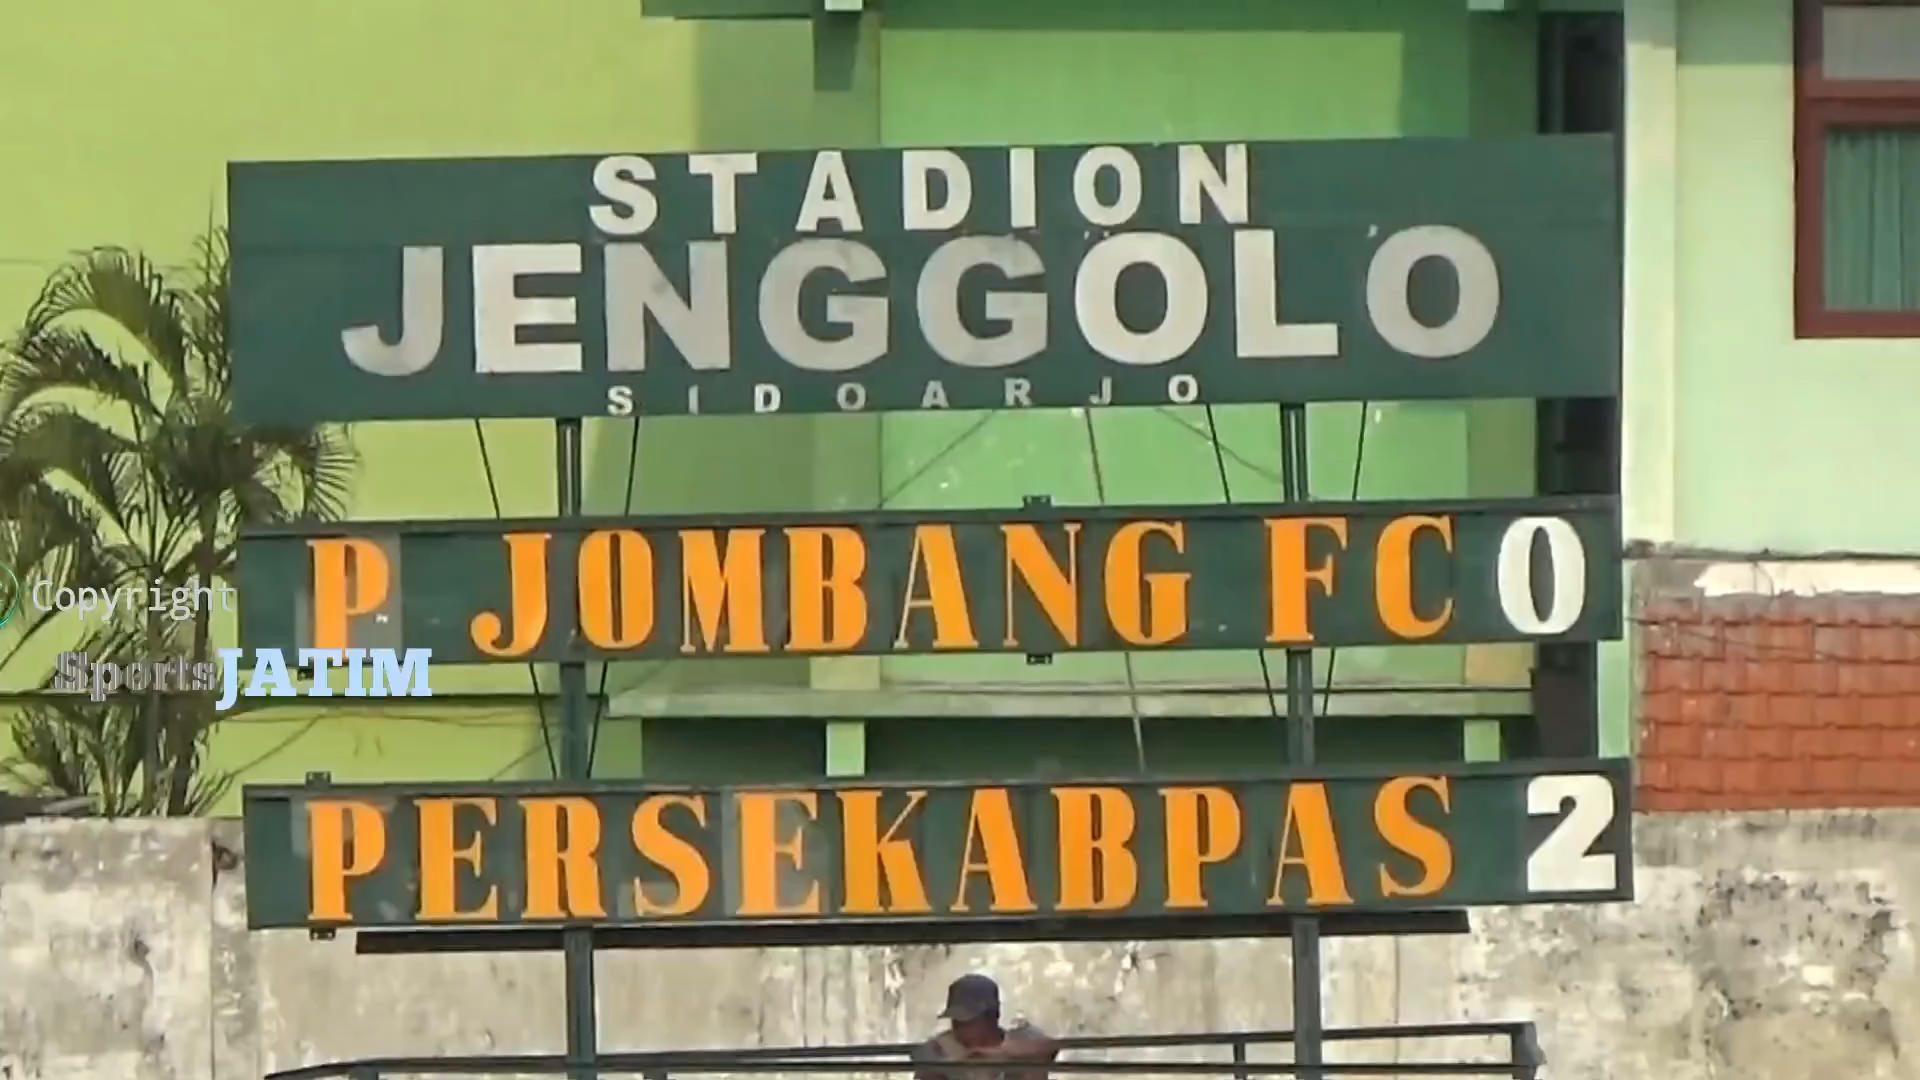 STADION
JENGGOLO
SIDOARJO
P JOMBANG FC 0
Copyright
SportsJATIM
PERSEKABPAS 2